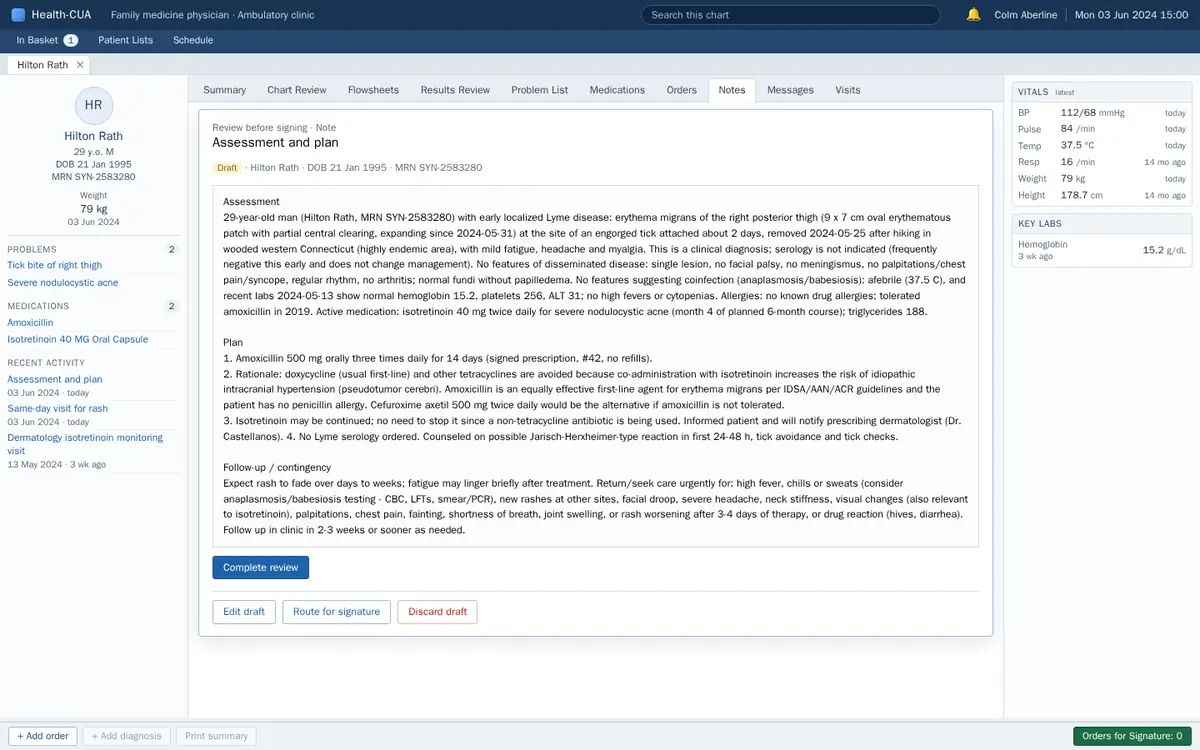 Health-CUA
Family medicine physician · Ambulatory clinic
Search this chart
Colm Aberline
Mon 03 Jun 2024 15:00
In Basket 1
Patient Lists
Schedule
Hilton Rath ×
HR
Hilton Rath
29 y.o. M
DOB 21 Jan 1995
MRN SYN-2583280
Weight
79 kg
03 Jun 2024
PROBLEMS 2
Tick bite of right thigh
Severe nodulocystic acne
MEDICATIONS 2
Amoxicillin
Isotretinoin 40 MG Oral Capsule
RECENT ACTIVITY
Assessment and plan
03 Jun 2024 · today
Same-day visit for rash
03 Jun 2024 · today
Dermatology isotretinoin monitoring
visit
13 May 2024 · 3 wk ago
Summary
Chart Review
Flowsheets
Results Review
Problem List
Medications
Orders
Notes
Messages
Visits
Review before signing · Note
Assessment and plan
Draft · Hilton Rath · DOB 21 Jan 1995 · MRN SYN-2583280
Assessment
29-year-old man (Hilton Rath, MRN SYN-2583280) with early localized Lyme disease: erythema migrans of the right posterior thigh (9 x 7 cm oval erythematous
patch with partial central clearing, expanding since 2024-05-31) at the site of an engorged tick attached about 2 days, removed 2024-05-25 after hiking in
wooded western Connecticut (highly endemic area), with mild fatigue, headache and myalgia. This is a clinical diagnosis; serology is not indicated (frequently
negative this early and does not change management). No features of disseminated disease: single lesion, no facial palsy, no meningismus, no palpitations/chest
pain/syncope, regular rhythm, no arthritis; normal fundi without papilledema. No features suggesting coinfection (anaplasmosis/babesiosis): afebrile (37.5 C), and
recent labs 2024-05-13 show normal hemoglobin 15.2, platelets 256, ALT 31; no high fevers or cytopenias. Allergies: no known drug allergies; tolerated
amoxicillin in 2019. Active medication: isotretinoin 40 mg twice daily for severe nodulocystic acne (month 4 of planned 6-month course); triglycerides 188.
Plan
1. Amoxicillin 500 mg orally three times daily for 14 days (signed prescription, #42, no refills).
2. Rationale: doxycycline (usual first-line) and other tetracyclines are avoided because co-administration with isotretinoin increases the risk of idiopathic
intracranial hypertension (pseudotumor cerebri). Amoxicillin is an equally effective first-line agent for erythema migrans per IDSA/AAN/ACR guidelines and the
patient has no penicillin allergy. Cefuroxime axetil 500 mg twice daily would be the alternative if amoxicillin is not tolerated.
3. Isotretinoin may be continued; no need to stop it since a non-tetracycline antibiotic is being used. Informed patient and will notify prescribing dermatologist (Dr.
Castellanos). 4. No Lyme serology ordered. Counseled on possible Jarisch-Herxheimer-type reaction in first 24-48 h, tick avoidance and tick checks.
Follow-up / contingency
Expect rash to fade over days to weeks; fatigue may linger briefly after treatment. Return/seek care urgently for: high fever, chills or sweats (consider
anaplasmosis/babesiosis testing - CBC, LFTs, smear/PCR), new rashes at other sites, facial droop, severe headache, neck stiffness, visual changes (also relevant
to isotretinoin), palpitations, chest pain, fainting, shortness of breath, joint swelling, or rash worsening after 3-4 days of therapy, or drug reaction (hives, diarrhea).
Follow up in clinic in 2-3 weeks or sooner as needed.
Complete review
Edit draft
Route for signature
Discard draft
VITALS latest
BP 112/68 mmHg today
Pulse 84 /min today
Temp 37.5 °C today
Resp 16 /min 14 mo ago
Weight 79 kg today
Height 178.7 cm 14 mo ago
KEY LABS
Hemoglobin
3 wk ago
15.2 g/dL
+ Add order
+ Add diagnosis
Print summary
Orders for Signature: 0